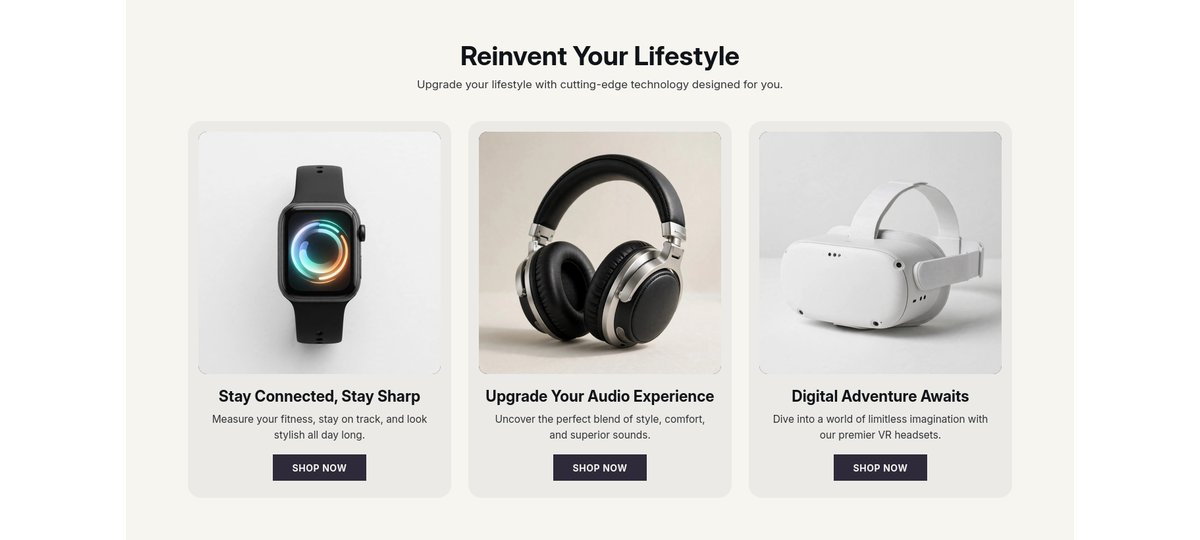 Reinvent Your Lifestyle
Upgrade your lifestyle with cutting-edge technology designed for you.
Stay Connected, Stay Sharp
Measure your fitness, stay on track, and look
stylish all day long.
SHOP NOW
Upgrade Your Audio Experience
Uncover the perfect blend of style, comfort,
and superior sounds.
SHOP NOW
Digital Adventure Awaits
Dive into a world of limitless imagination with
our premier VR headsets.
SHOP NOW